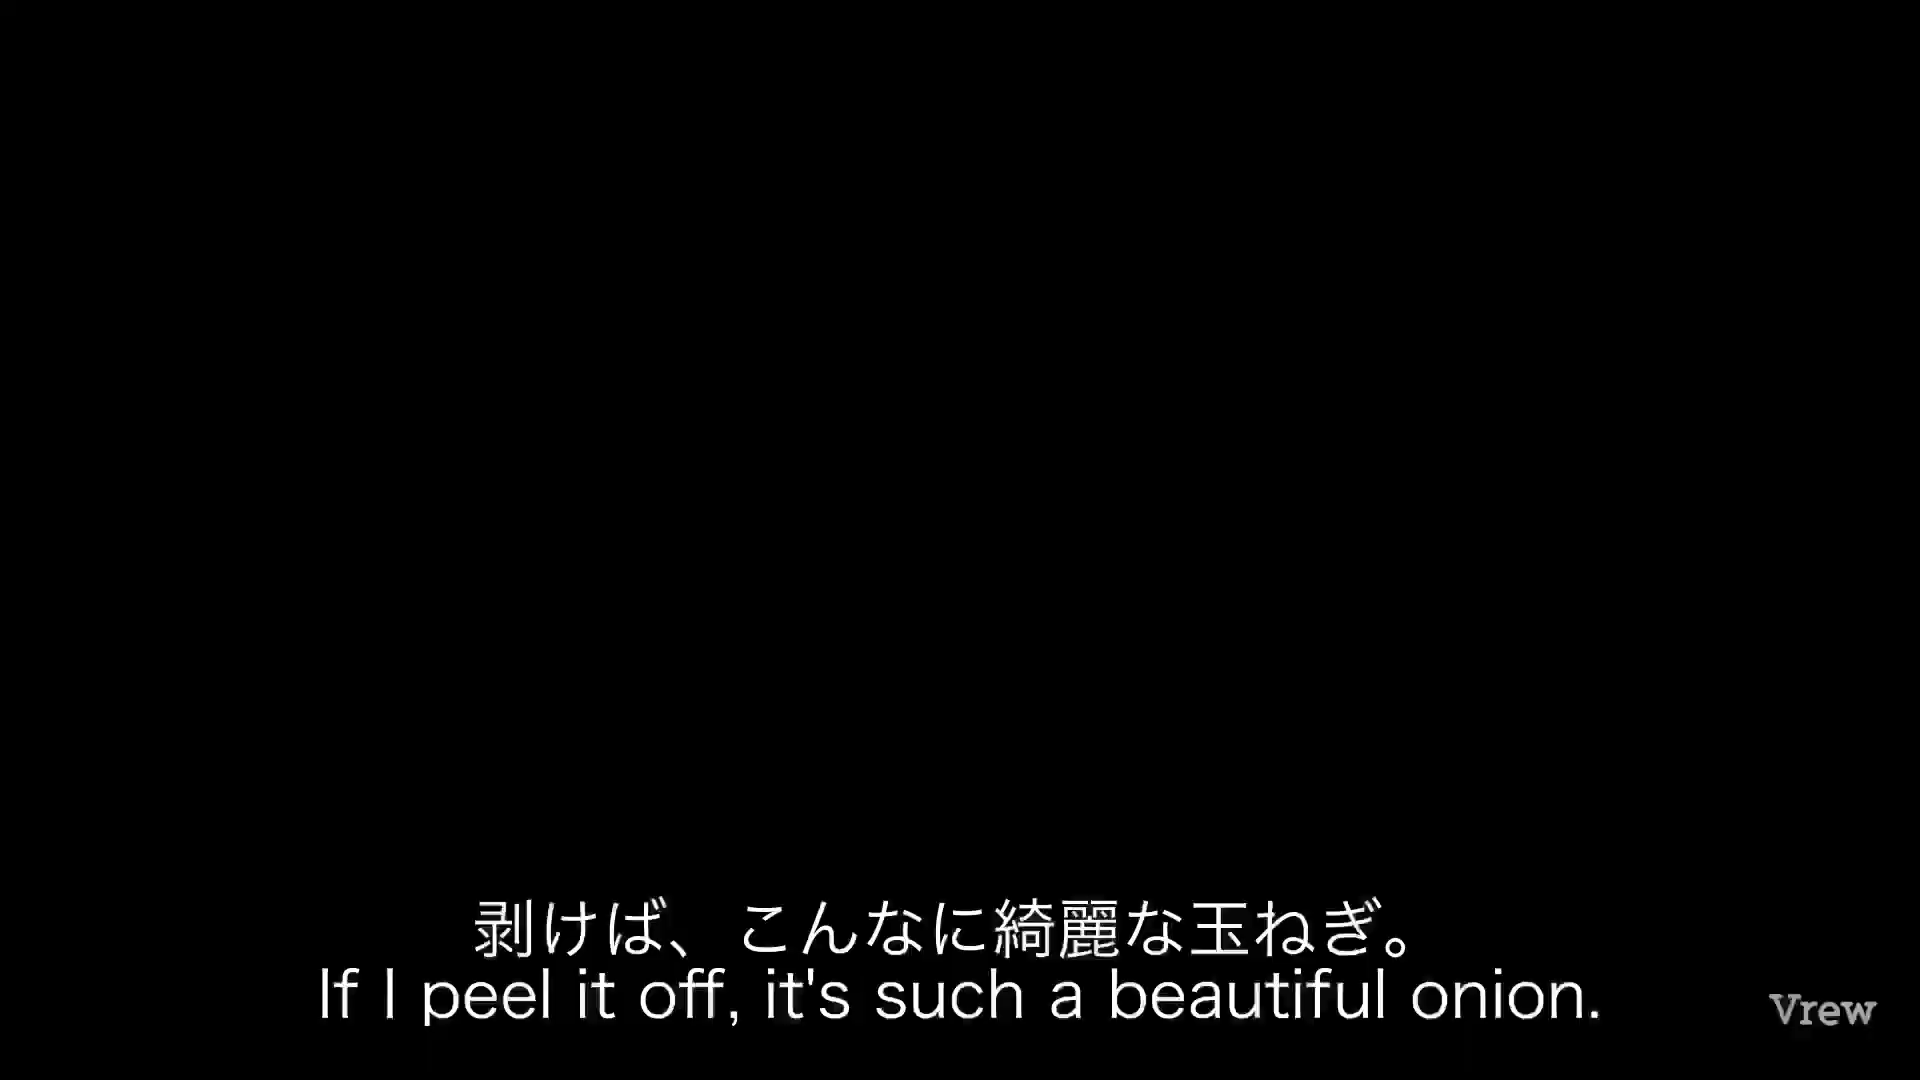 剥けば、こんなに綺麗な玉ねぎ。
If I peel it off, it's such a beautiful onion.
Vrew